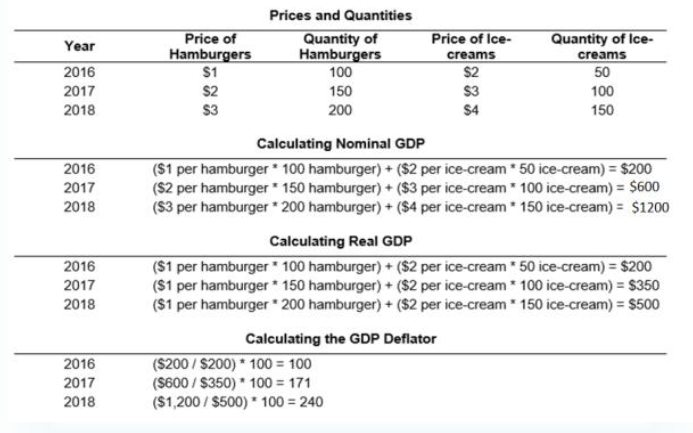 Prices and Quantities
Year Price of Hamburgers Quantity of Hamburgers Price of Ice-creams Quantity of Ice-creams
2016 $1 100 $2 50
2017 $2 150 $3 100
2018 $3 200 $4 150
Calculating Nominal GDP
2016 ($1 per hamburger * 100 hamburger) + ($2 per ice-cream * 50 ice-cream) = $200
2017 ($2 per hamburger * 150 hamburger) + ($3 per ice-cream * 100 ice-cream) = $600
2018 ($3 per hamburger * 200 hamburger) + ($4 per ice-cream * 150 ice-cream) = $1200
Calculating Real GDP
2016 ($1 per hamburger * 100 hamburger) + ($2 per ice-cream * 50 ice-cream) = $200
2017 ($1 per hamburger * 150 hamburger) + ($2 per ice-cream * 100 ice-cream) = $350
2018 ($1 per hamburger * 200 hamburger) + ($2 per ice-cream * 150 ice-cream) = $500
Calculating the GDP Deflator
2016 ($200 / $200) * 100 = 100
2017 ($600 / $350) * 100 = 171
2018 ($1,200 / $500) * 100 = 240